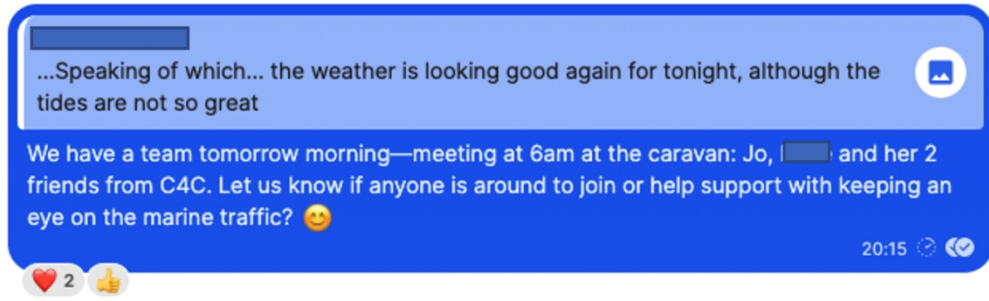 ...Speaking of which... the weather is looking good again for tonight, although the
tides are not so great
We have a team tomorrow morning—meeting at 6am at the caravan: Jo, and her 2
friends from C4C. Let us know if anyone is around to join or help support with keeping an
eye on the marine traffic? 😊
20:15
❤️ 2 👍